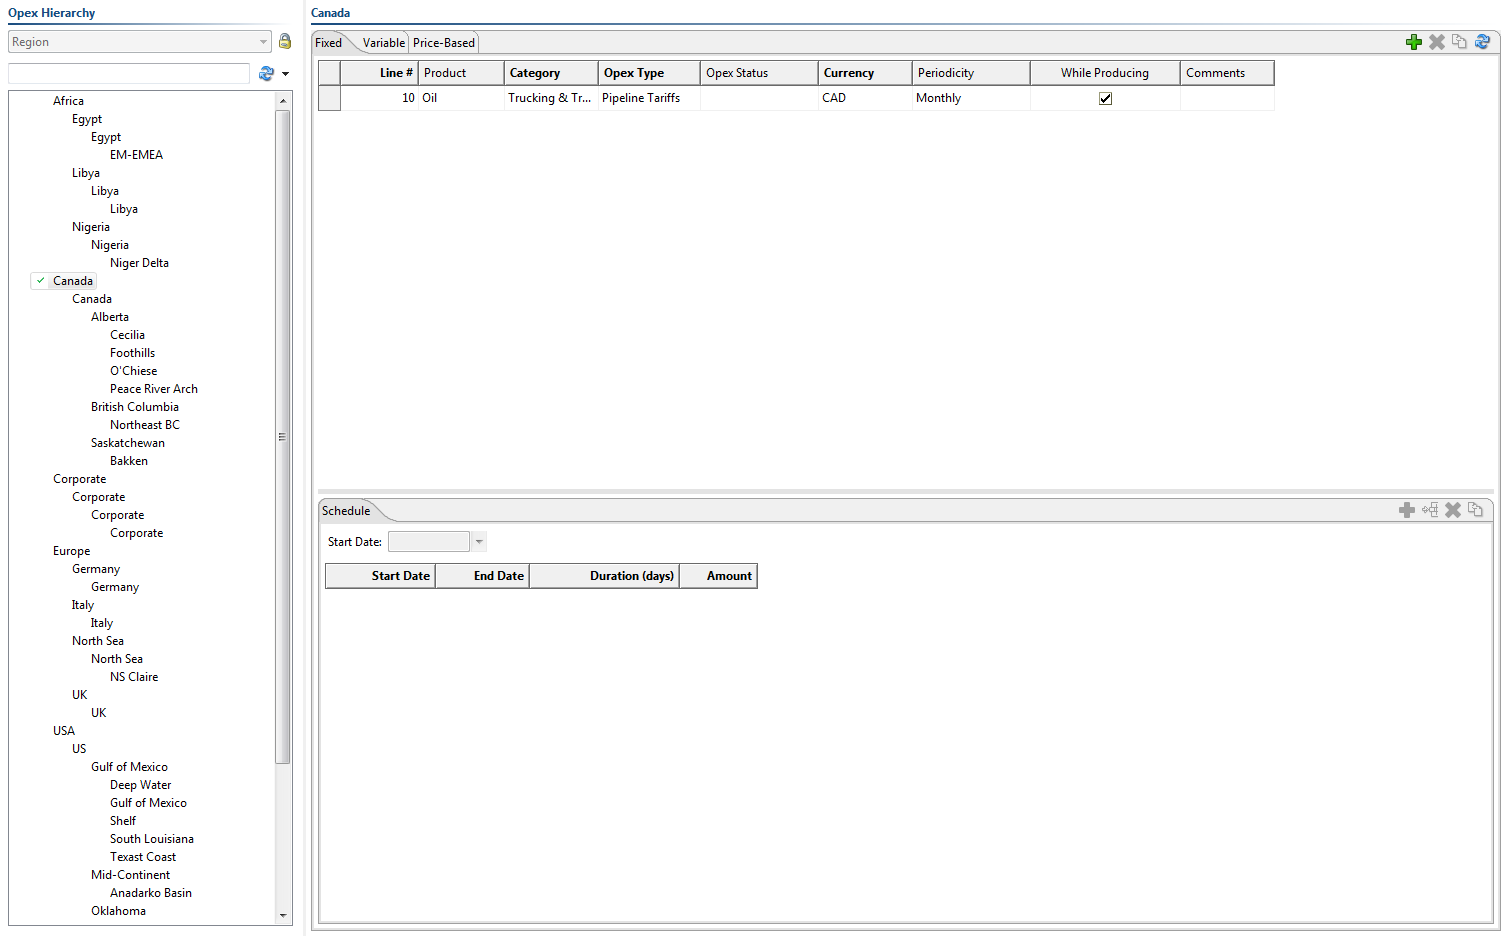 Opex Hierarchy
Region
Africa
Egypt
Egypt
EM-EMEA
Libya
Libya
Libya
Nigeria
Nigeria
Niger Delta
Canada
Canada
Alberta
Cecilia
Foothills
O'Chiese
Peace River Arch
British Columbia
Northeast BC
Saskatchewan
Bakken
Corporate
Corporate
Corporate
Corporate
Europe
Germany
Germany
Italy
Italy
North Sea
North Sea
NS Claire
UK
UK
USA
US
Gulf of Mexico
Deep Water
Gulf of Mexico
Shelf
South Louisiana
Texast Coast
Mid-Continent
Anadarko Basin
Oklahoma
Canada
Fixed Variable Price-Based
Line # Product Category Opex Type Opex Status Currency Periodicity While Producing Comments
10 Oil Trucking & Tr... Pipeline Tariffs CAD Monthly
Schedule
Start Date:
Start Date End Date Duration (days) Amount